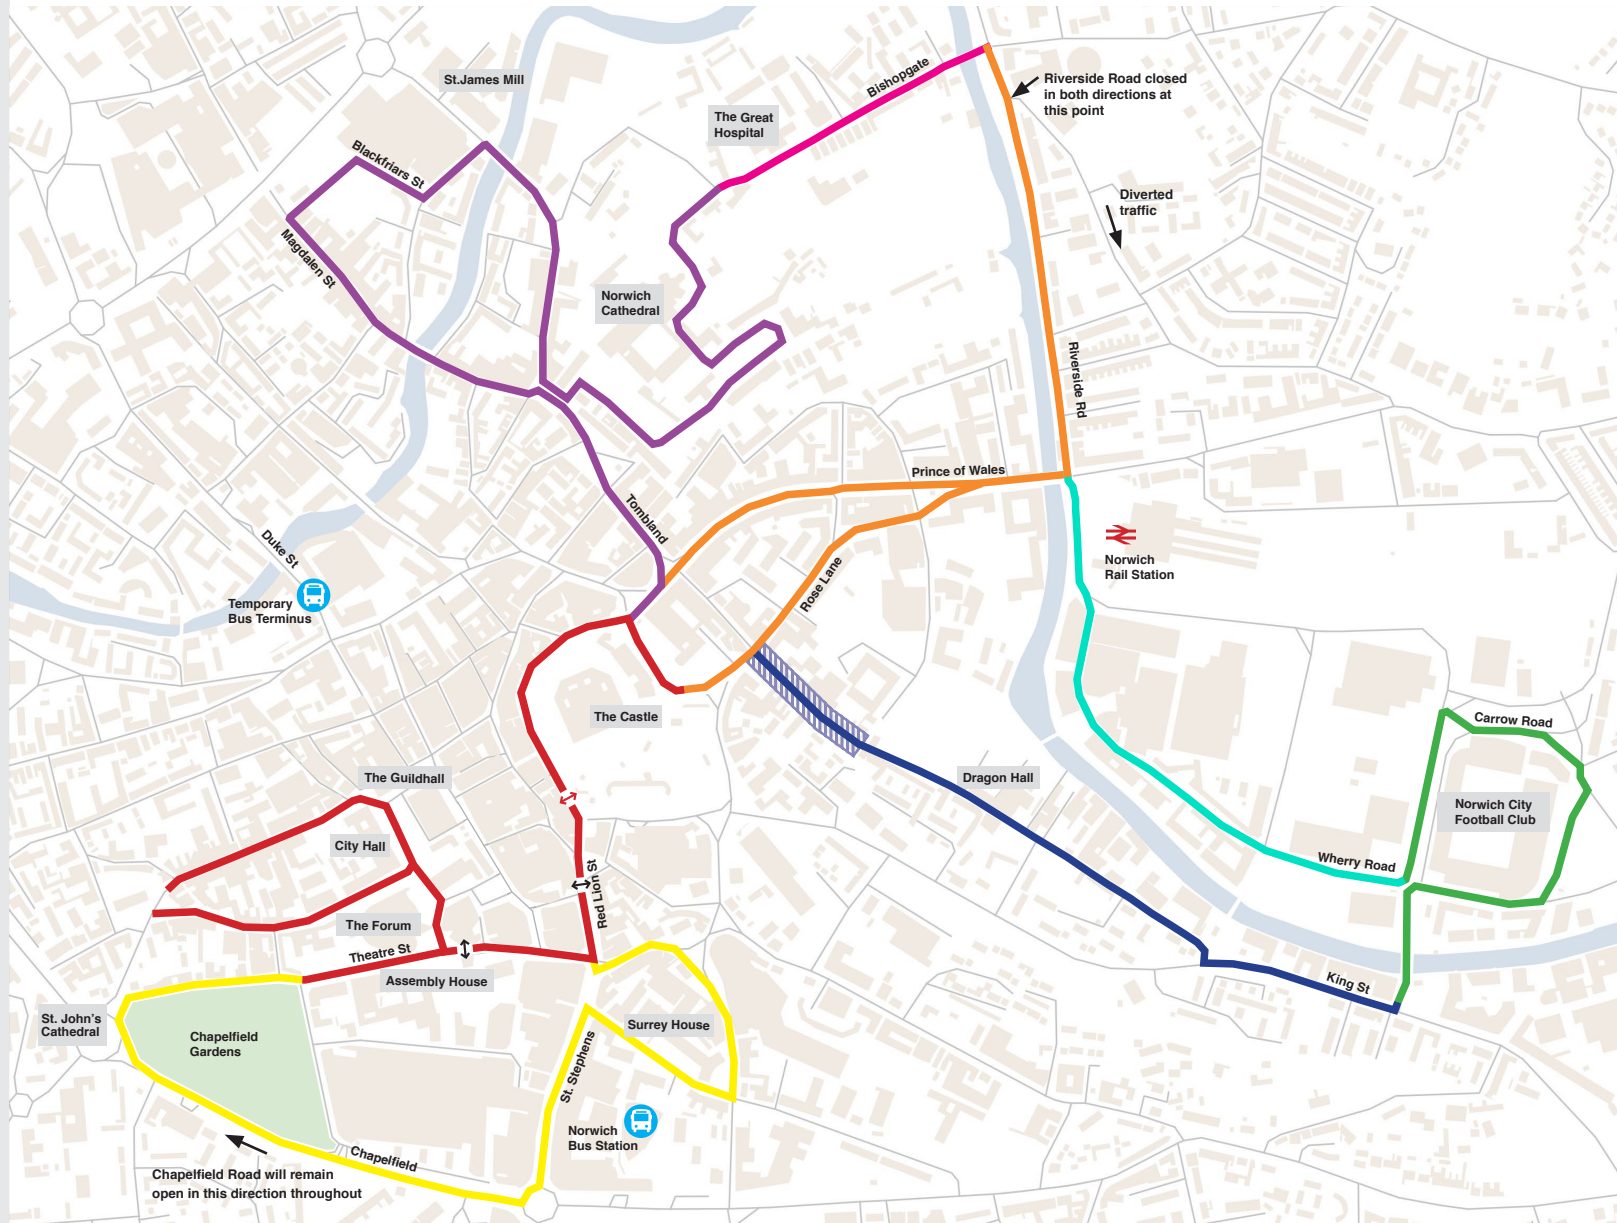 St.James Mill
Bishopgate
Riverside Road closed
in both directions at
this point
The Great
Hospital
Blackfriars St
Diverted
traffic
Magdalen St
Norwich
Cathedral
Riverside Rd
Prince of Wales
Tombland
Duke St
Norwich
Rail Station
Rose Lane
Temporary
Bus Terminus
The Castle
Carrow Road
The Guildhall
Dragon Hall
Norwich City
Football Club
City Hall
Wherry Road
Red Lion St
The Forum
Theatre St
Assembly House
King St
St. John's
Cathedral
Surrey House
Chapelfield
Gardens
St. Stephens
Norwich
Bus Station
Chapelfield
Chapelfield Road will remain
open in this direction throughout